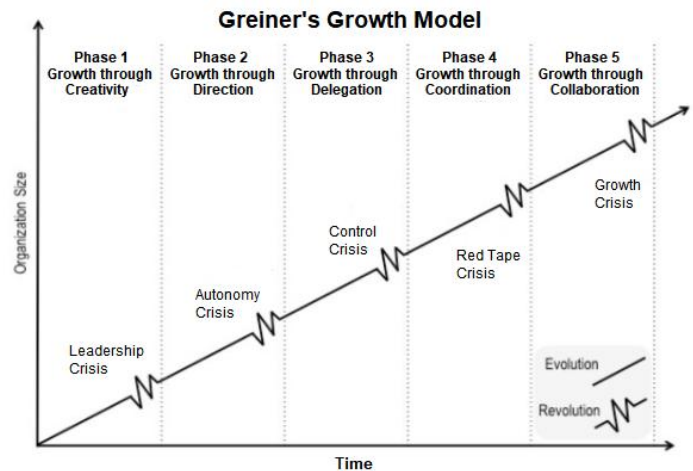 Greiner's Growth Model
Phase 1
Growth through
Creativity
Phase 2
Growth through
Direction
Phase 3
Growth through
Delegation
Phase 4
Growth through
Coordination
Phase 5
Growth through
Collaboration
Organization Size
Leadership
Crisis
Autonomy
Crisis
Control
Crisis
Red Tape
Crisis
Growth
Crisis
Evolution
Revolution
Time